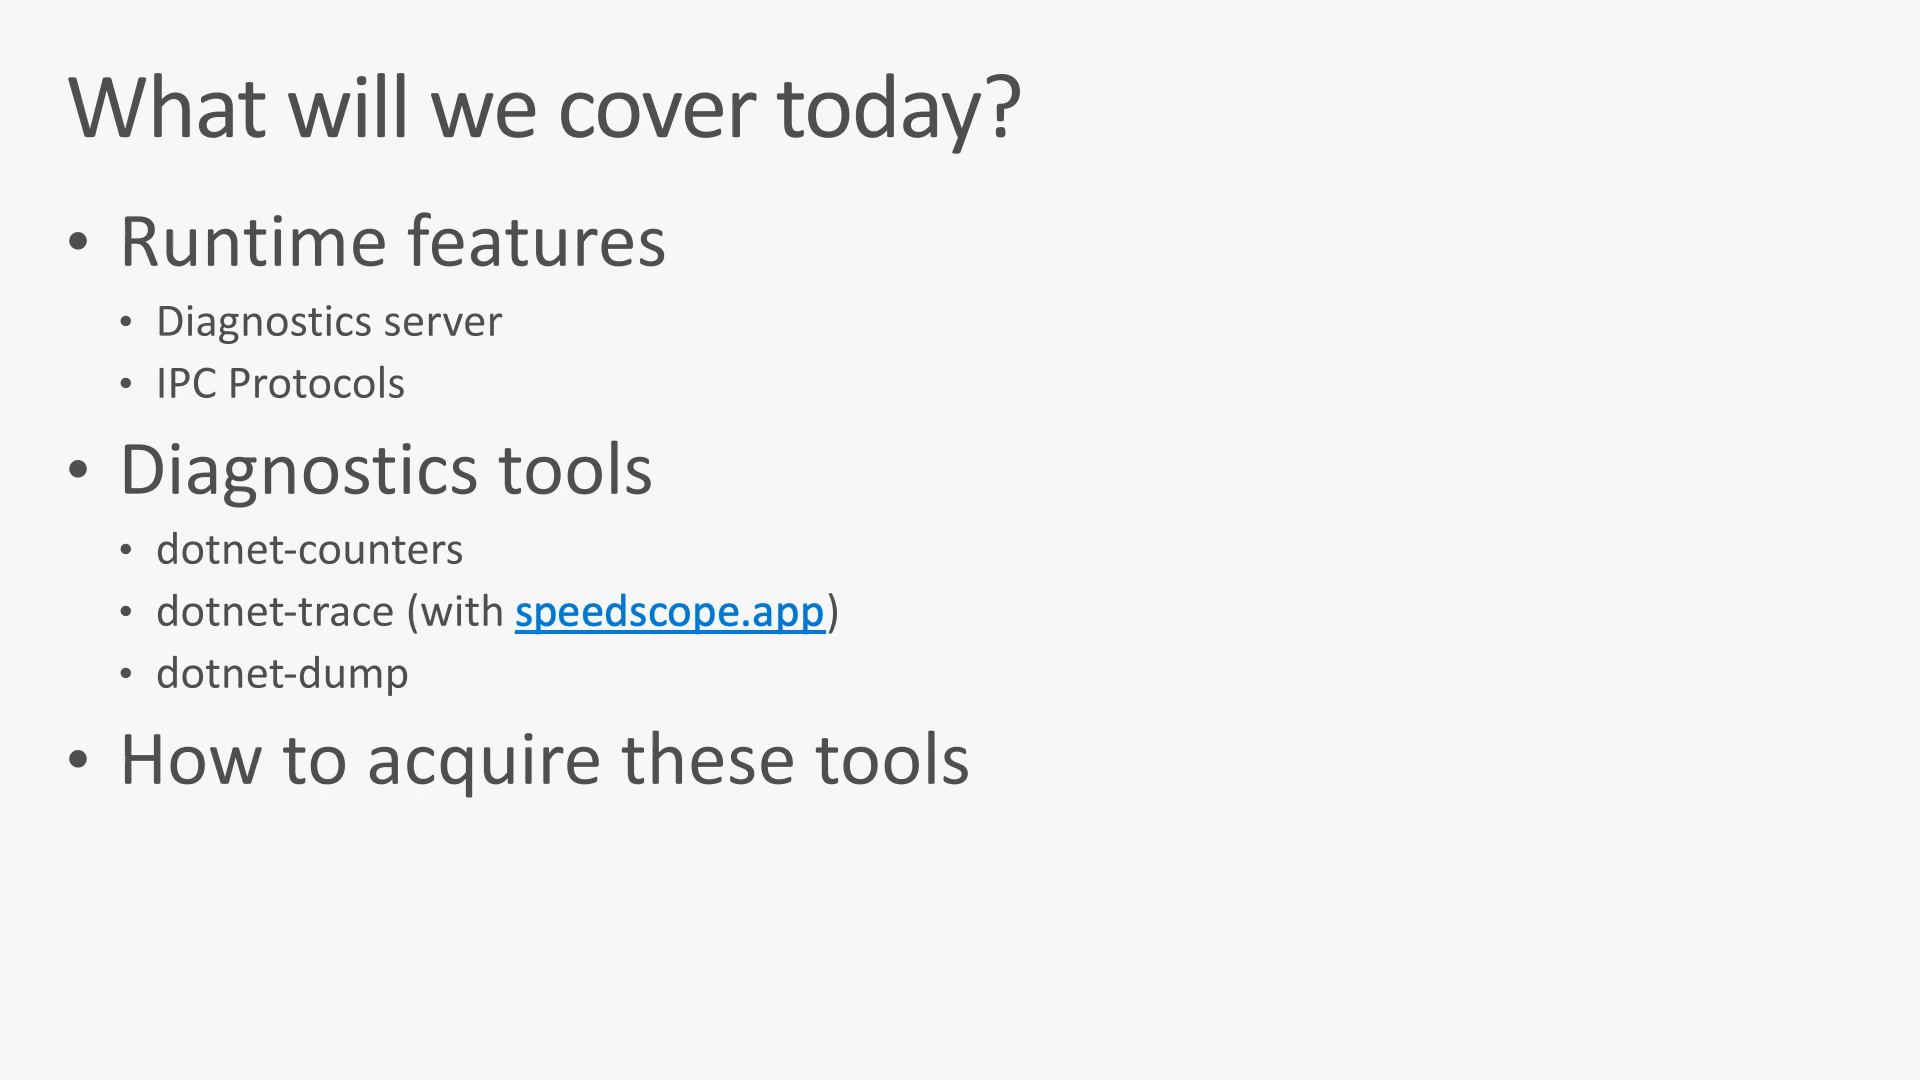 What will we cover today?
• Runtime features
• Diagnostics server
• IPC Protocols
• Diagnostics tools
• dotnet-counters
• dotnet-trace (with speedscope.app)
• dotnet-dump
• How to acquire these tools